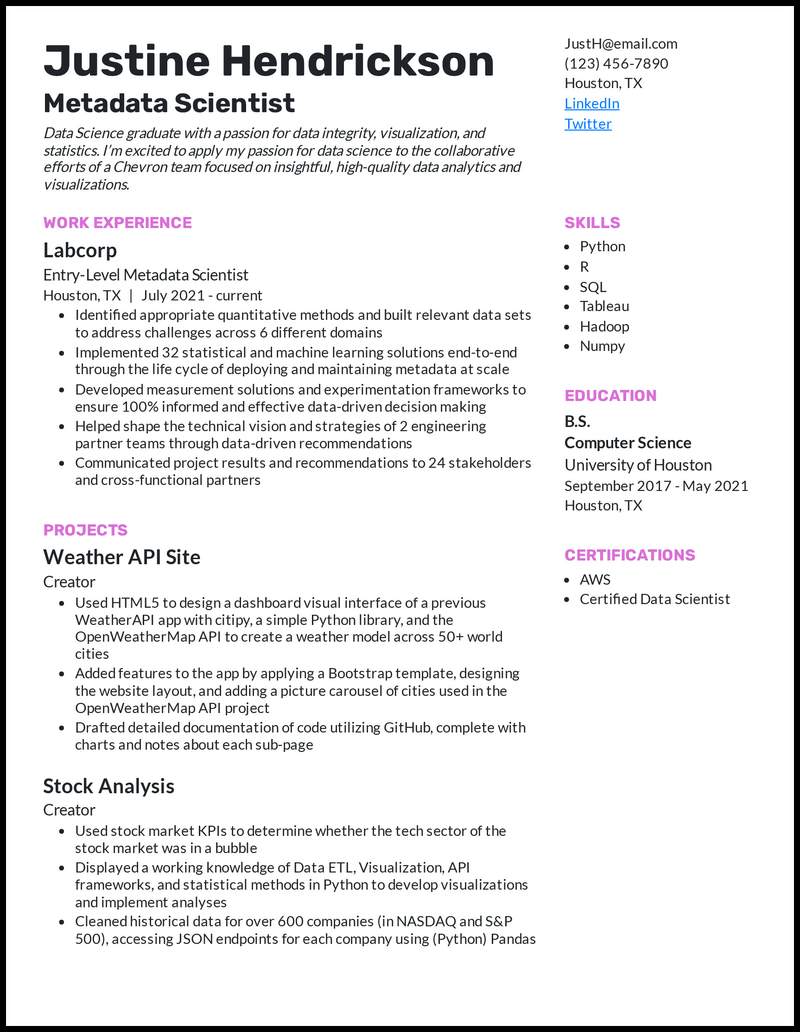 Justine Hendrickson
Metadata Scientist
Data Science graduate with a passion for data integrity, visualization, and
statistics. I'm excited to apply my passion for data science to the collaborative
efforts of a Chevron team focused on insightful, high-quality data analytics and
visualizations.
JustH@email.com
(123) 456-7890
Houston, TX
LinkedIn
Twitter
WORK EXPERIENCE
Labcorp
Entry-Level Metadata Scientist
Houston, TX | July 2021 - current
• Identified appropriate quantitative methods and built relevant data sets
to address challenges across 6 different domains
• Implemented 32 statistical and machine learning solutions end-to-end
through the life cycle of deploying and maintaining metadata at scale
• Developed measurement solutions and experimentation frameworks to
ensure 100% informed and effective data-driven decision making
• Helped shape the technical vision and strategies of 2 engineering
partner teams through data-driven recommendations
• Communicated project results and recommendations to 24 stakeholders
and cross-functional partners
PROJECTS
Weather API Site
Creator
• Used HTML5 to design a dashboard visual interface of a previous
WeatherAPI app with citipy, a simple Python library, and the
OpenWeatherMap API to create a weather model across 50+ world
cities
• Added features to the app by applying a Bootstrap template, designing
the website layout, and adding a picture carousel of cities used in the
OpenWeatherMap API project
• Drafted detailed documentation of code utilizing GitHub, complete with
charts and notes about each sub-page
Stock Analysis
Creator
• Used stock market KPIs to determine whether the tech sector of the
stock market was in a bubble
• Displayed a working knowledge of Data ETL, Visualization, API
frameworks, and statistical methods in Python to develop visualizations
and implement analyses
• Cleaned historical data for over 600 companies (in NASDAQ and S&P
500), accessing JSON endpoints for each company using (Python) Pandas
SKILLS
• Python
• R
• SQL
• Tableau
• Hadoop
• Numpy
EDUCATION
B.S.
Computer Science
University of Houston
September 2017 - May 2021
Houston, TX
CERTIFICATIONS
• AWS
• Certified Data Scientist